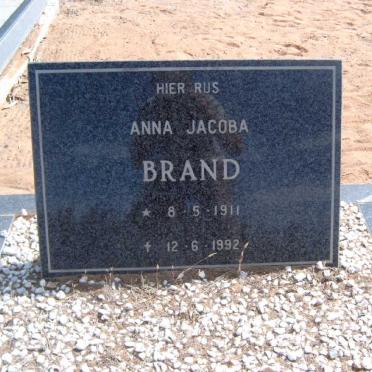 HIER RUS
ANNA JACOBA
BRAND
★ 8 · 5 · 1911
✝ 12 · 6 · 1992